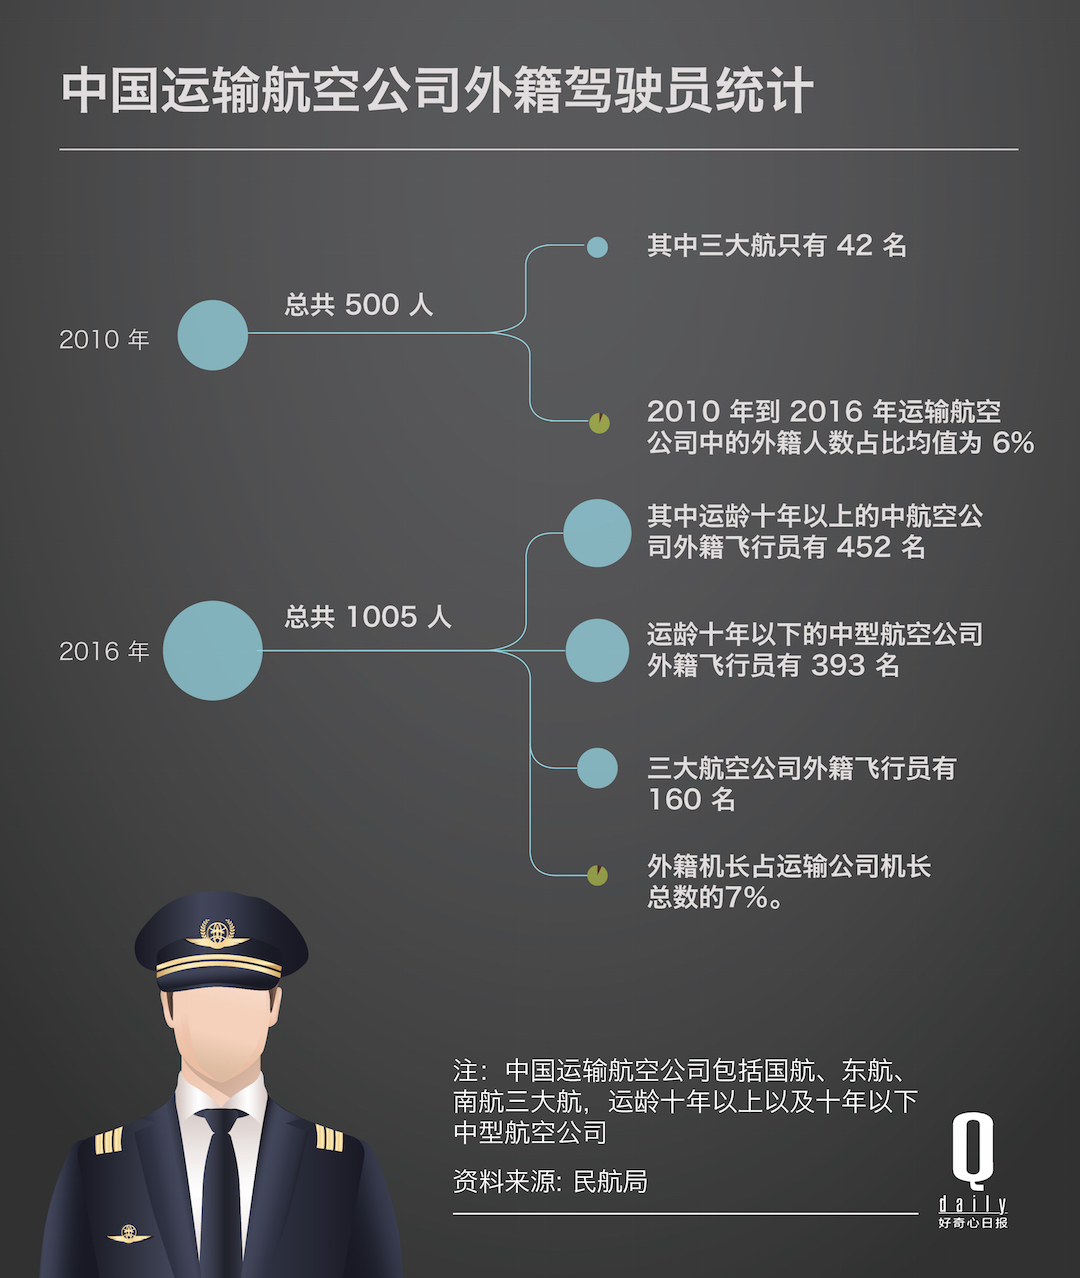 中国运输航空公司外籍驾驶员统计
其中三大航只有 42 名
总共 500 人
2010 年
2010 年到 2016 年运输航空
公司中的外籍人数占比均值为 6%
其中运龄十年以上的中航空公
司外籍飞行员有 452 名
总共 1005 人
2016 年
运龄十年以下的中型航空公司
外籍飞行员有 393 名
三大航空公司外籍飞行员有
160 名
外籍机长占运输公司机长
总数的7%。
注：中国运输航空公司包括国航、东航、
南航三大航，运龄十年以上以及十年以下
中型航空公司
资料来源: 民航局
Q
daily
好奇心日报